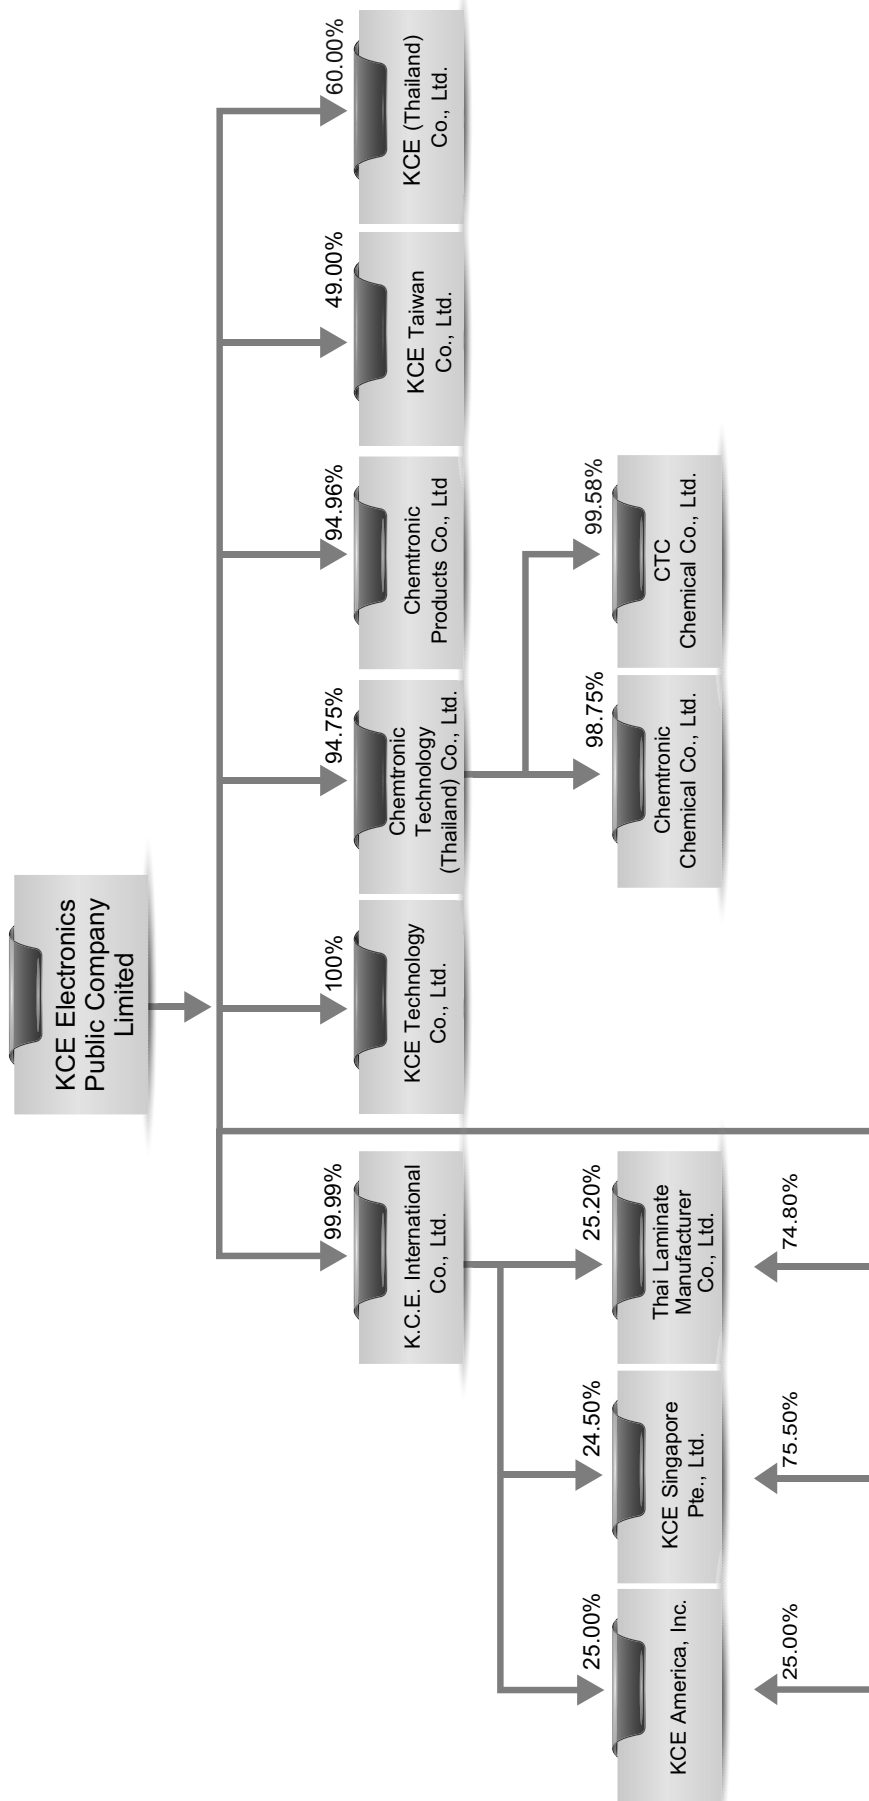 KCE Electronics
Public Company
Limited
99.99%
K.C.E. International
Co., Ltd.
100%
KCE Technology
Co., Ltd.
94.75%
Chemtronic
Technology
(Thailand) Co., Ltd.
94.96%
Chemtronic
Products Co., Ltd
49.00%
KCE Taiwan
Co., Ltd.
60.00%
KCE (Thailand)
Co., Ltd.
25.00%
KCE America, Inc.
24.50%
KCE Singapore
Pte., Ltd.
25.20%
Thai Laminate
Manufacturer
Co., Ltd.
98.75%
Chemtronic
Chemical Co., Ltd.
99.58%
CTC
Chemical Co., Ltd.
25.00%
75.50%
74.80%